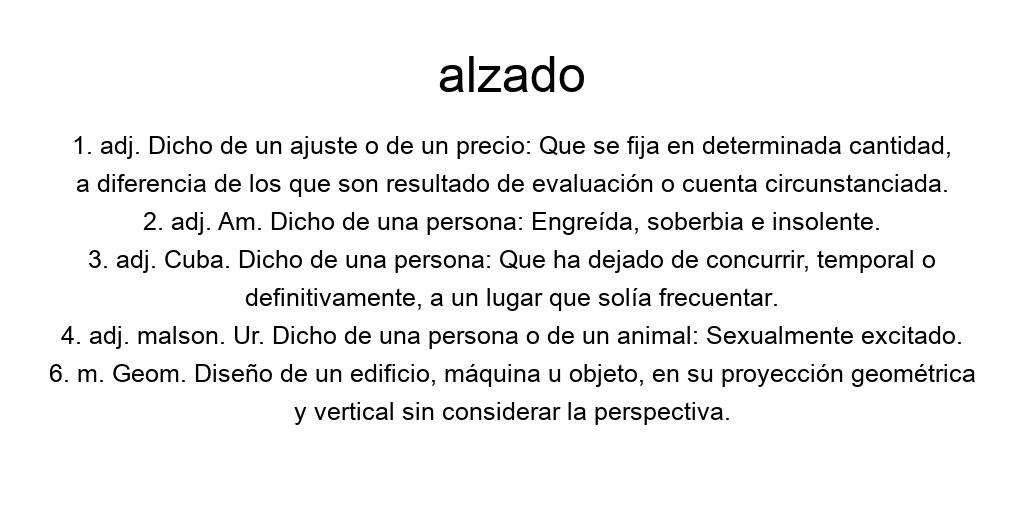 alzado
1. adj. Dicho de un ajuste o de un precio: Que se fija en determinada cantidad,
a diferencia de los que son resultado de evaluación o cuenta circunstanciada.
2. adj. Am. Dicho de una persona: Engreída, soberbia e insolente.
3. adj. Cuba. Dicho de una persona: Que ha dejado de concurrir, temporal o
definitivamente, a un lugar que solía frecuentar.
4. adj. malson. Ur. Dicho de una persona o de un animal: Sexualmente excitado.
6. m. Geom. Diseño de un edificio, máquina u objeto, en su proyección geométrica
y vertical sin considerar la perspectiva.